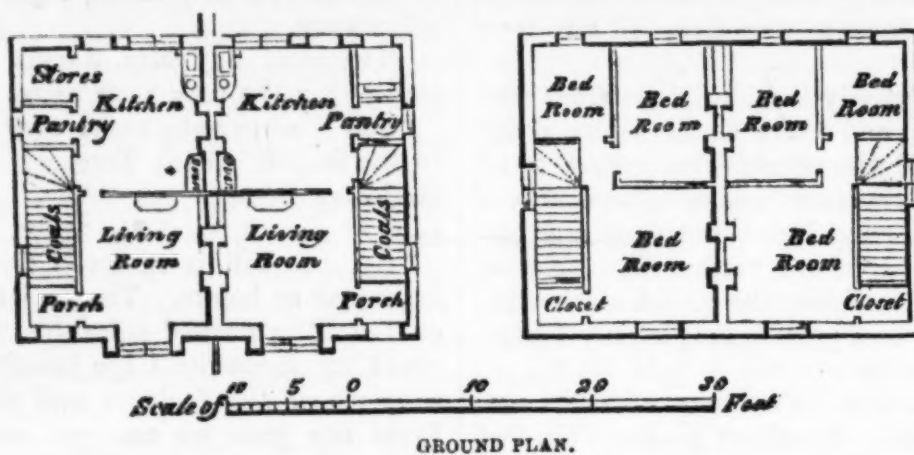 Stores
Kitchen
Kitchen
Pantry
Pantry
Coals
Coals
Living
Room
Living
Room
Porch
Porch
Bed
Room
Bed
Room
Bed
Room
Bed
Room
Bed
Room
Bed
Room
Closet
Closet
10 5 0 10 20 30
Scale of Feet
GROUND PLAN.